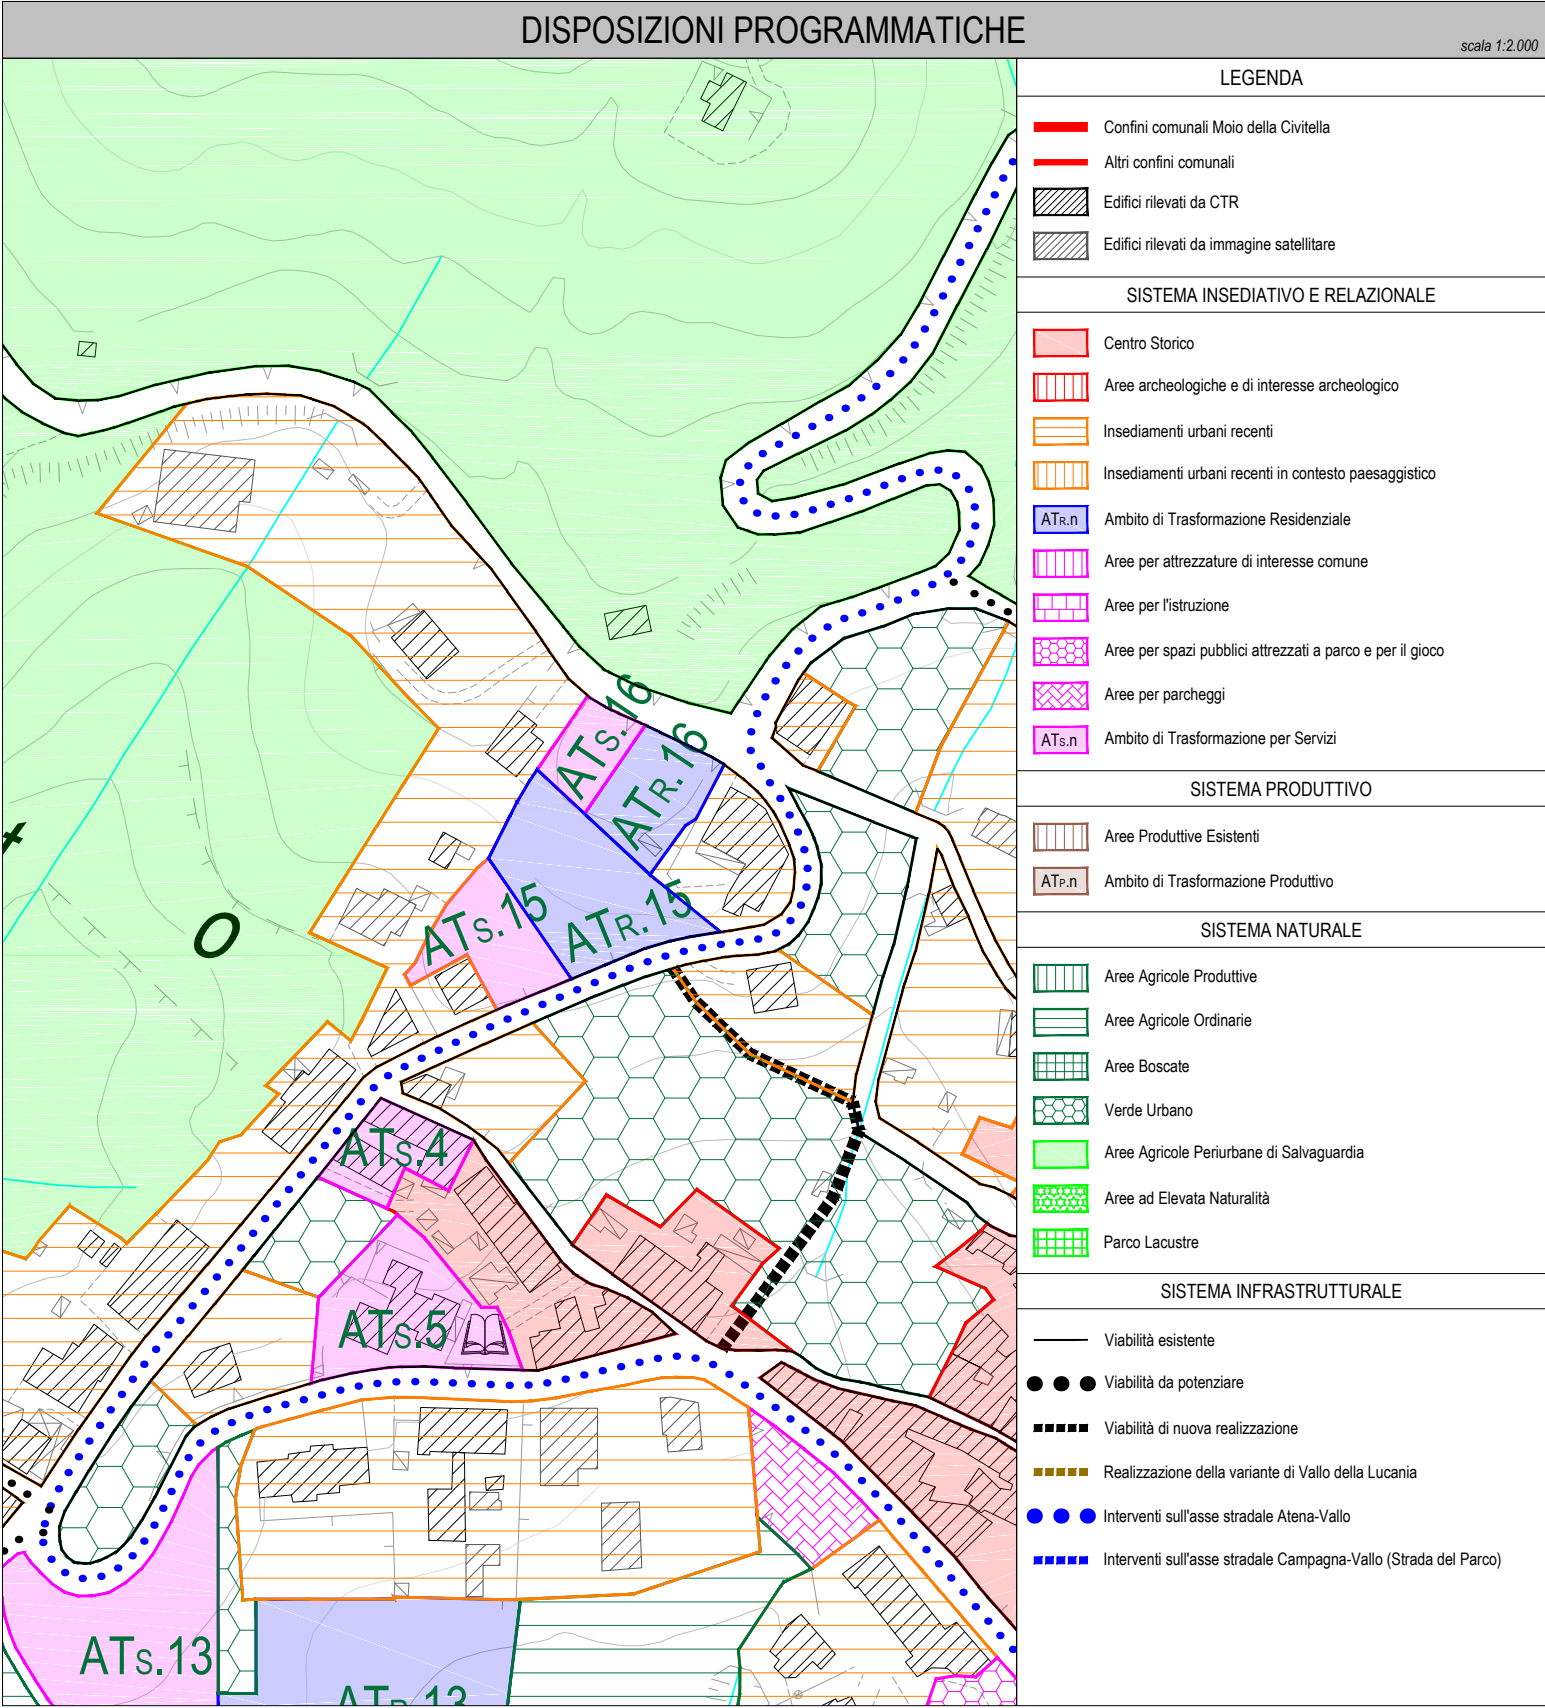 DISPOSIZIONI PROGRAMMATICHE
scala 1:2.000
LEGENDA
Confini comunali Moio della Civitella
Altri confini comunali
Edifici rilevati da CTR
Edifici rilevati da immagine satellitare
SISTEMA INSEDIATIVO E RELAZIONALE
Centro Storico
Aree archeologiche e di interesse archeologico
Insediamenti urbani recenti
Insediamenti urbani recenti in contesto paesaggistico
ATR.n Ambito di Trasformazione Residenziale
Aree per attrezzature di interesse comune
Aree per l'istruzione
Aree per spazi pubblici attrezzati a parco e per il gioco
Aree per parcheggi
ATS.n Ambito di Trasformazione per Servizi
SISTEMA PRODUTTIVO
Aree Produttive Esistenti
ATP.n Ambito di Trasformazione Produttivo
SISTEMA NATURALE
Aree Agricole Produttive
Aree Agricole Ordinarie
Aree Boscate
Verde Urbano
Aree Agricole Periurbane di Salvaguardia
Aree ad Elevata Naturalità
Parco Lacustre
SISTEMA INFRASTRUTTURALE
Viabilità esistente
Viabilità da potenziare
Viabilità di nuova realizzazione
Realizzazione della variante di Vallo della Lucania
Interventi sull'asse stradale Atena-Vallo
Interventi sull'asse stradale Campagna-Vallo (Strada del Parco)
ATS.16
ATR.16
ATS.15
ATR.15
O
ATS.4
ATS.5
ATS.13
ATR.13